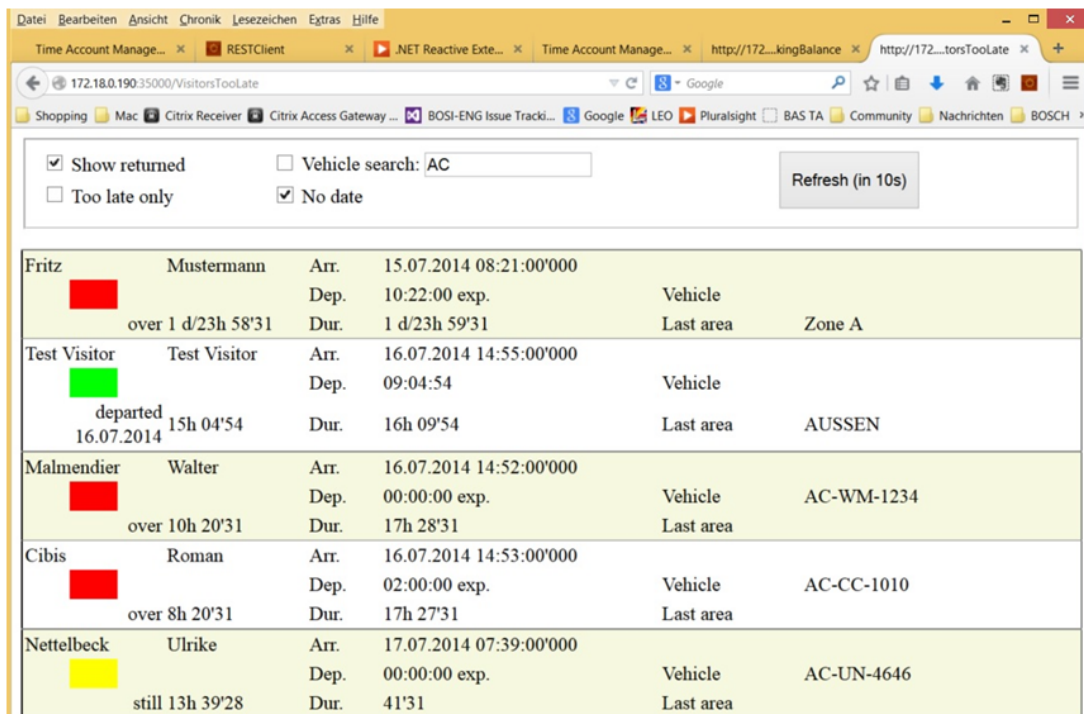 Datei Bearbeiten Ansicht Chronik Lesezeichen Extras Hilfe
Time Account Manage... RESTClient .NET Reactive Exte... Time Account Manage... http://172....kingBalance http://172....torsTooLate
172.18.0.190:35000/VisitorsTooLate Google
Shopping Mac Citrix Receiver Citrix Access Gateway ... BOSI-ENG Issue Tracki... Google LEO Pluralsight BAS TA Community Nachrichten BOSCH
Show returned Vehicle search: AC Refresh (in 10s)
Too late only No date
Fritz Mustermann Arr. 15.07.2014 08:21:00'000
Dep. 10:22:00 exp. Vehicle
over 1 d/23h 58'31 Dur. 1 d/23h 59'31 Last area Zone A
Test Visitor Test Visitor Arr. 16.07.2014 14:55:00'000
Dep. 09:04:54 Vehicle
departed
16.07.2014 15h 04'54 Dur. 16h 09'54 Last area AUSSEN
Malmendier Walter Arr. 16.07.2014 14:52:00'000
Dep. 00:00:00 exp. Vehicle AC-WM-1234
over 10h 20'31 Dur. 17h 28'31 Last area
Cibis Roman Arr. 16.07.2014 14:53:00'000
Dep. 02:00:00 exp. Vehicle AC-CC-1010
over 8h 20'31 Dur. 17h 27'31 Last area
Nettelbeck Ulrike Arr. 17.07.2014 07:39:00'000
Dep. 00:00:00 exp. Vehicle AC-UN-4646
still 13h 39'28 Dur. 41'31 Last area